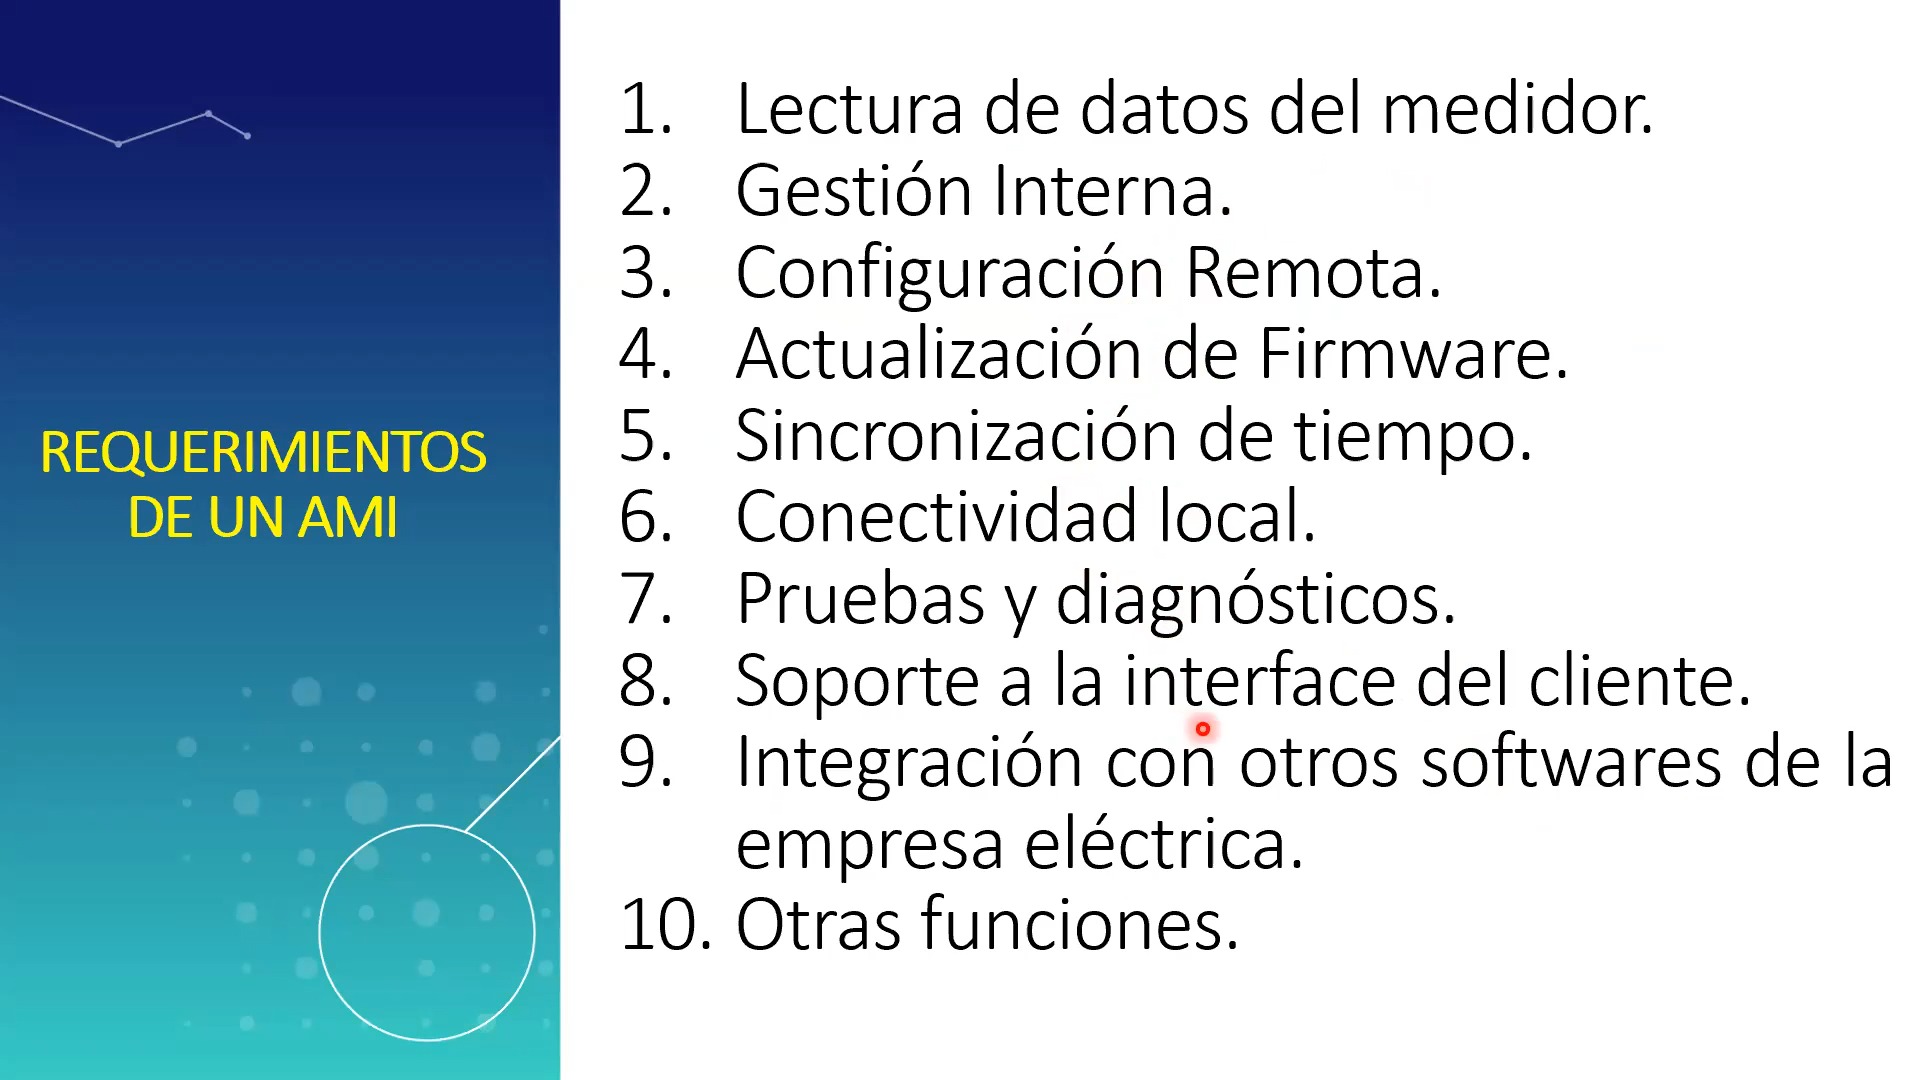 REQUERIMIENTOS
DE UN AMI
1. Lectura de datos del medidor.
2. Gestión Interna.
3. Configuración Remota.
4. Actualización de Firmware.
5. Sincronización de tiempo.
6. Conectividad local.
7. Pruebas y diagnósticos.
8. Soporte a la interface del cliente.
9. Integración con otros softwares de la
empresa eléctrica.
10. Otras funciones.